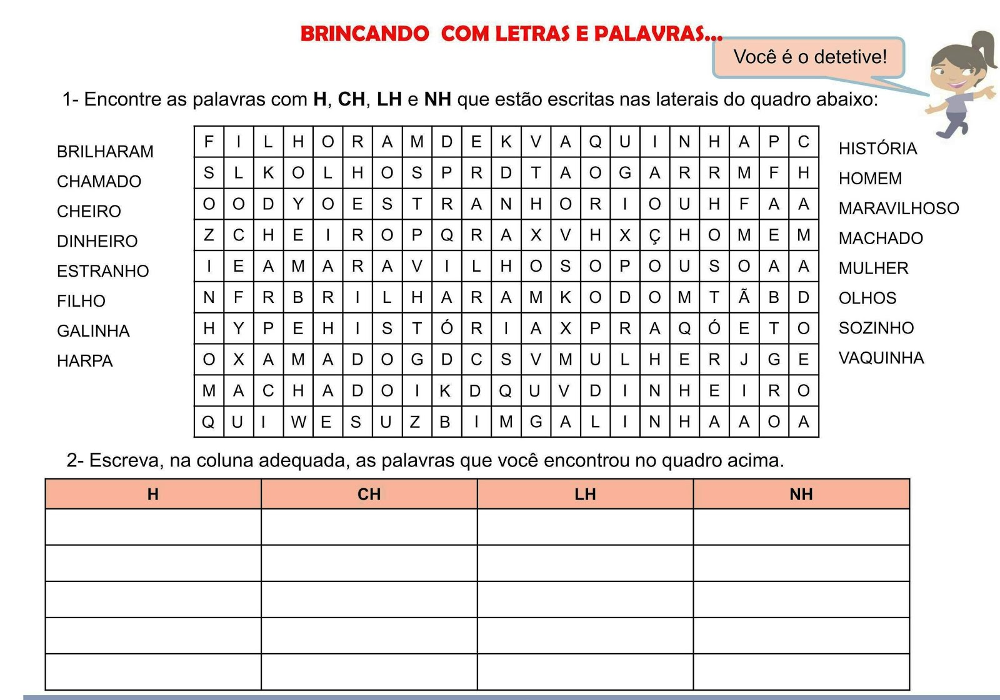 BRINCANDO COM LETRAS E PALAVRAS...
Você é o detetive!
1- Encontre as palavras com H, CH, LH e NH que estão escritas nas laterais do quadro abaixo:
BRILHARAM
CHAMADO
CHEIRO
DINHEIRO
ESTRANHO
FILHO
GALINHA
HARPA
F I L H O R A M D E K V A Q U I N H A P C
S L K O L H O S P R D T A O G A R R M F H
O O D Y O E S T R A N H O R I O U H F A A
Z C H E I R O P Q R A X V H X Ç H O M E M
I E A M A R A V I L H O S O P O U S O A A
N F R B R I L H A R A M K O D O M T Ã B D
H Y P E H I S T Ó R I A X P R A Q Ó E T O
O X A M A D O G D C S V M U L H E R J G E
M A C H A D O I K D Q U V D I N H E I R O
Q U I W E S U Z B I M G A L I N H A A O A
HISTÓRIA
HOMEM
MARAVILHOSO
MACHADO
MULHER
OLHOS
SOZINHO
VAQUINHA
2- Escreva, na coluna adequada, as palavras que você encontrou no quadro acima.
H CH LH NH